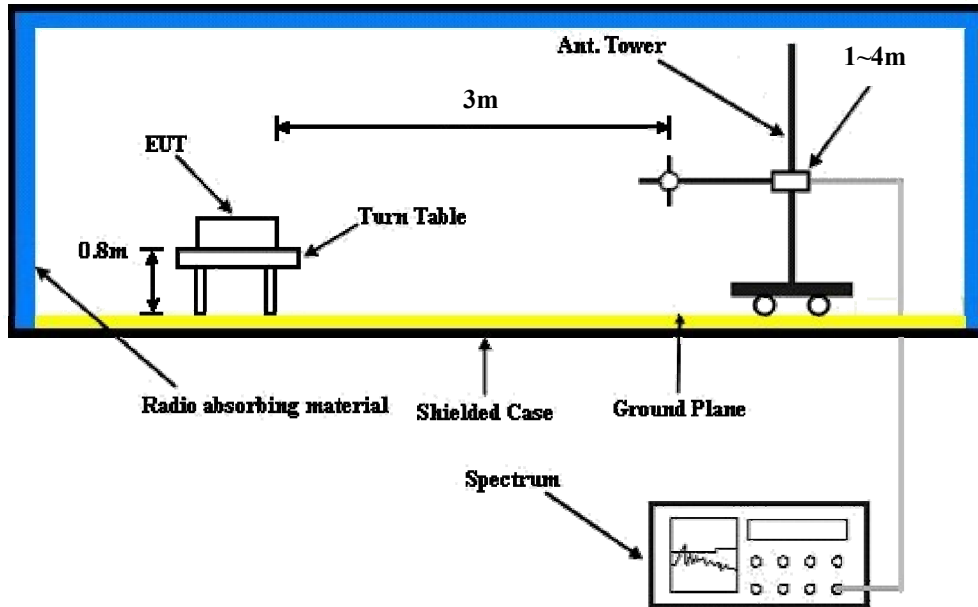 Ant. Tower
1~4m
3m
EUT
Turn Table
0.8m
Radio absorbing material
Shielded Case
Ground Plane
Spectrum